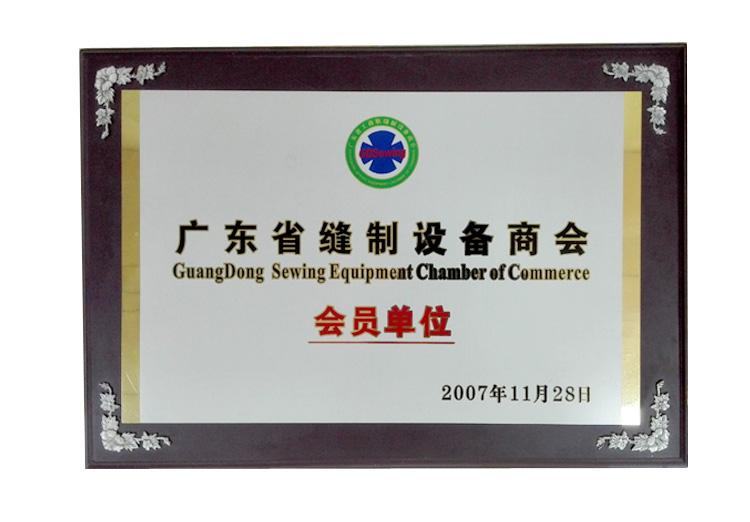 GDSewing
广东省缝制设备商会
GuangDong Sewing Equipment Chamber of Commerce
会员单位
2007年11月28日